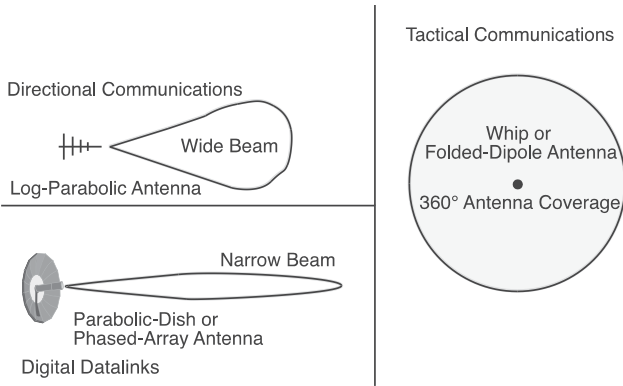 Directional Communications
Wide Beam
Log-Parabolic Antenna
Narrow Beam
Parabolic-Dish or
Phased-Array Antenna
Digital Datalinks
Tactical Communications
Whip or
Folded-Dipole Antenna
360° Antenna Coverage